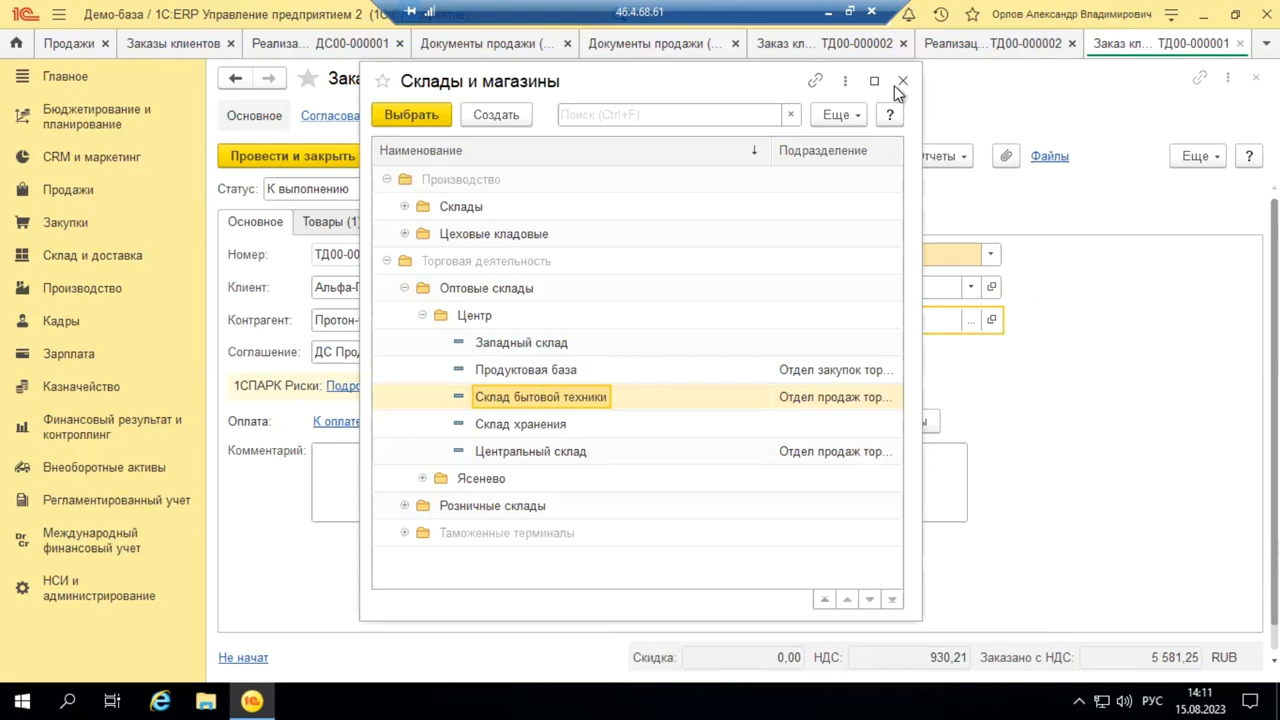 46.4.68.61
Демо-база / 1C:ERP Управление предприятием 2 (1С:
Орлов Александр Владимирович
Продажи
Заказы клиентов
Реализа... ДС00-000001
Документы продажи (...
Документы продажи (...
Заказ кл... ТД00-000002
Реализац...ТД00-000002
Заказ кл... ТД00-000001
Главное
Бюджетирование и
планирование
CRM и маркетинг
Продажи
Закупки
Склад и доставка
Производство
Кадры
Зарплата
Казначейство
Финансовый результат и
контроллинг
Внеоборотные активы
Регламентированный учет
Международный
финансовый учет
НСИ и
администрирование
Зака
Основное
Согласова
Провести и закрыть
тчеты
Файлы
Еще
?
Статус:
К выполнению
Основное
Товары (1)
Номер:
ТД00-00
Клиент:
Альфа-Г
Контрагент:
Протон-
Соглашение:
ДС Прод
1СПАРК Риски:
Подро
Оплата:
К оплате
Комментарий:
Склады и магазины
Выбрать
Создать
Поиск (Ctrl+F)
Еще
?
Наименование
Подразделение
Производство
Склады
Цеховые кладовые
Торговая деятельность
Оптовые склады
Центр
Западный склад
Продуктовая база
Отдел закупок тор...
Склад бытовой техники
Отдел продаж тор...
Склад хранения
Центральный склад
Отдел продаж тор...
Ясенево
Розничные склады
Таможенные терминалы
Не начат
Скидка:
0,00
НДС:
930,21
Заказано с НДС:
5 581,25
RUB
РУС
14:11
15.08.2023